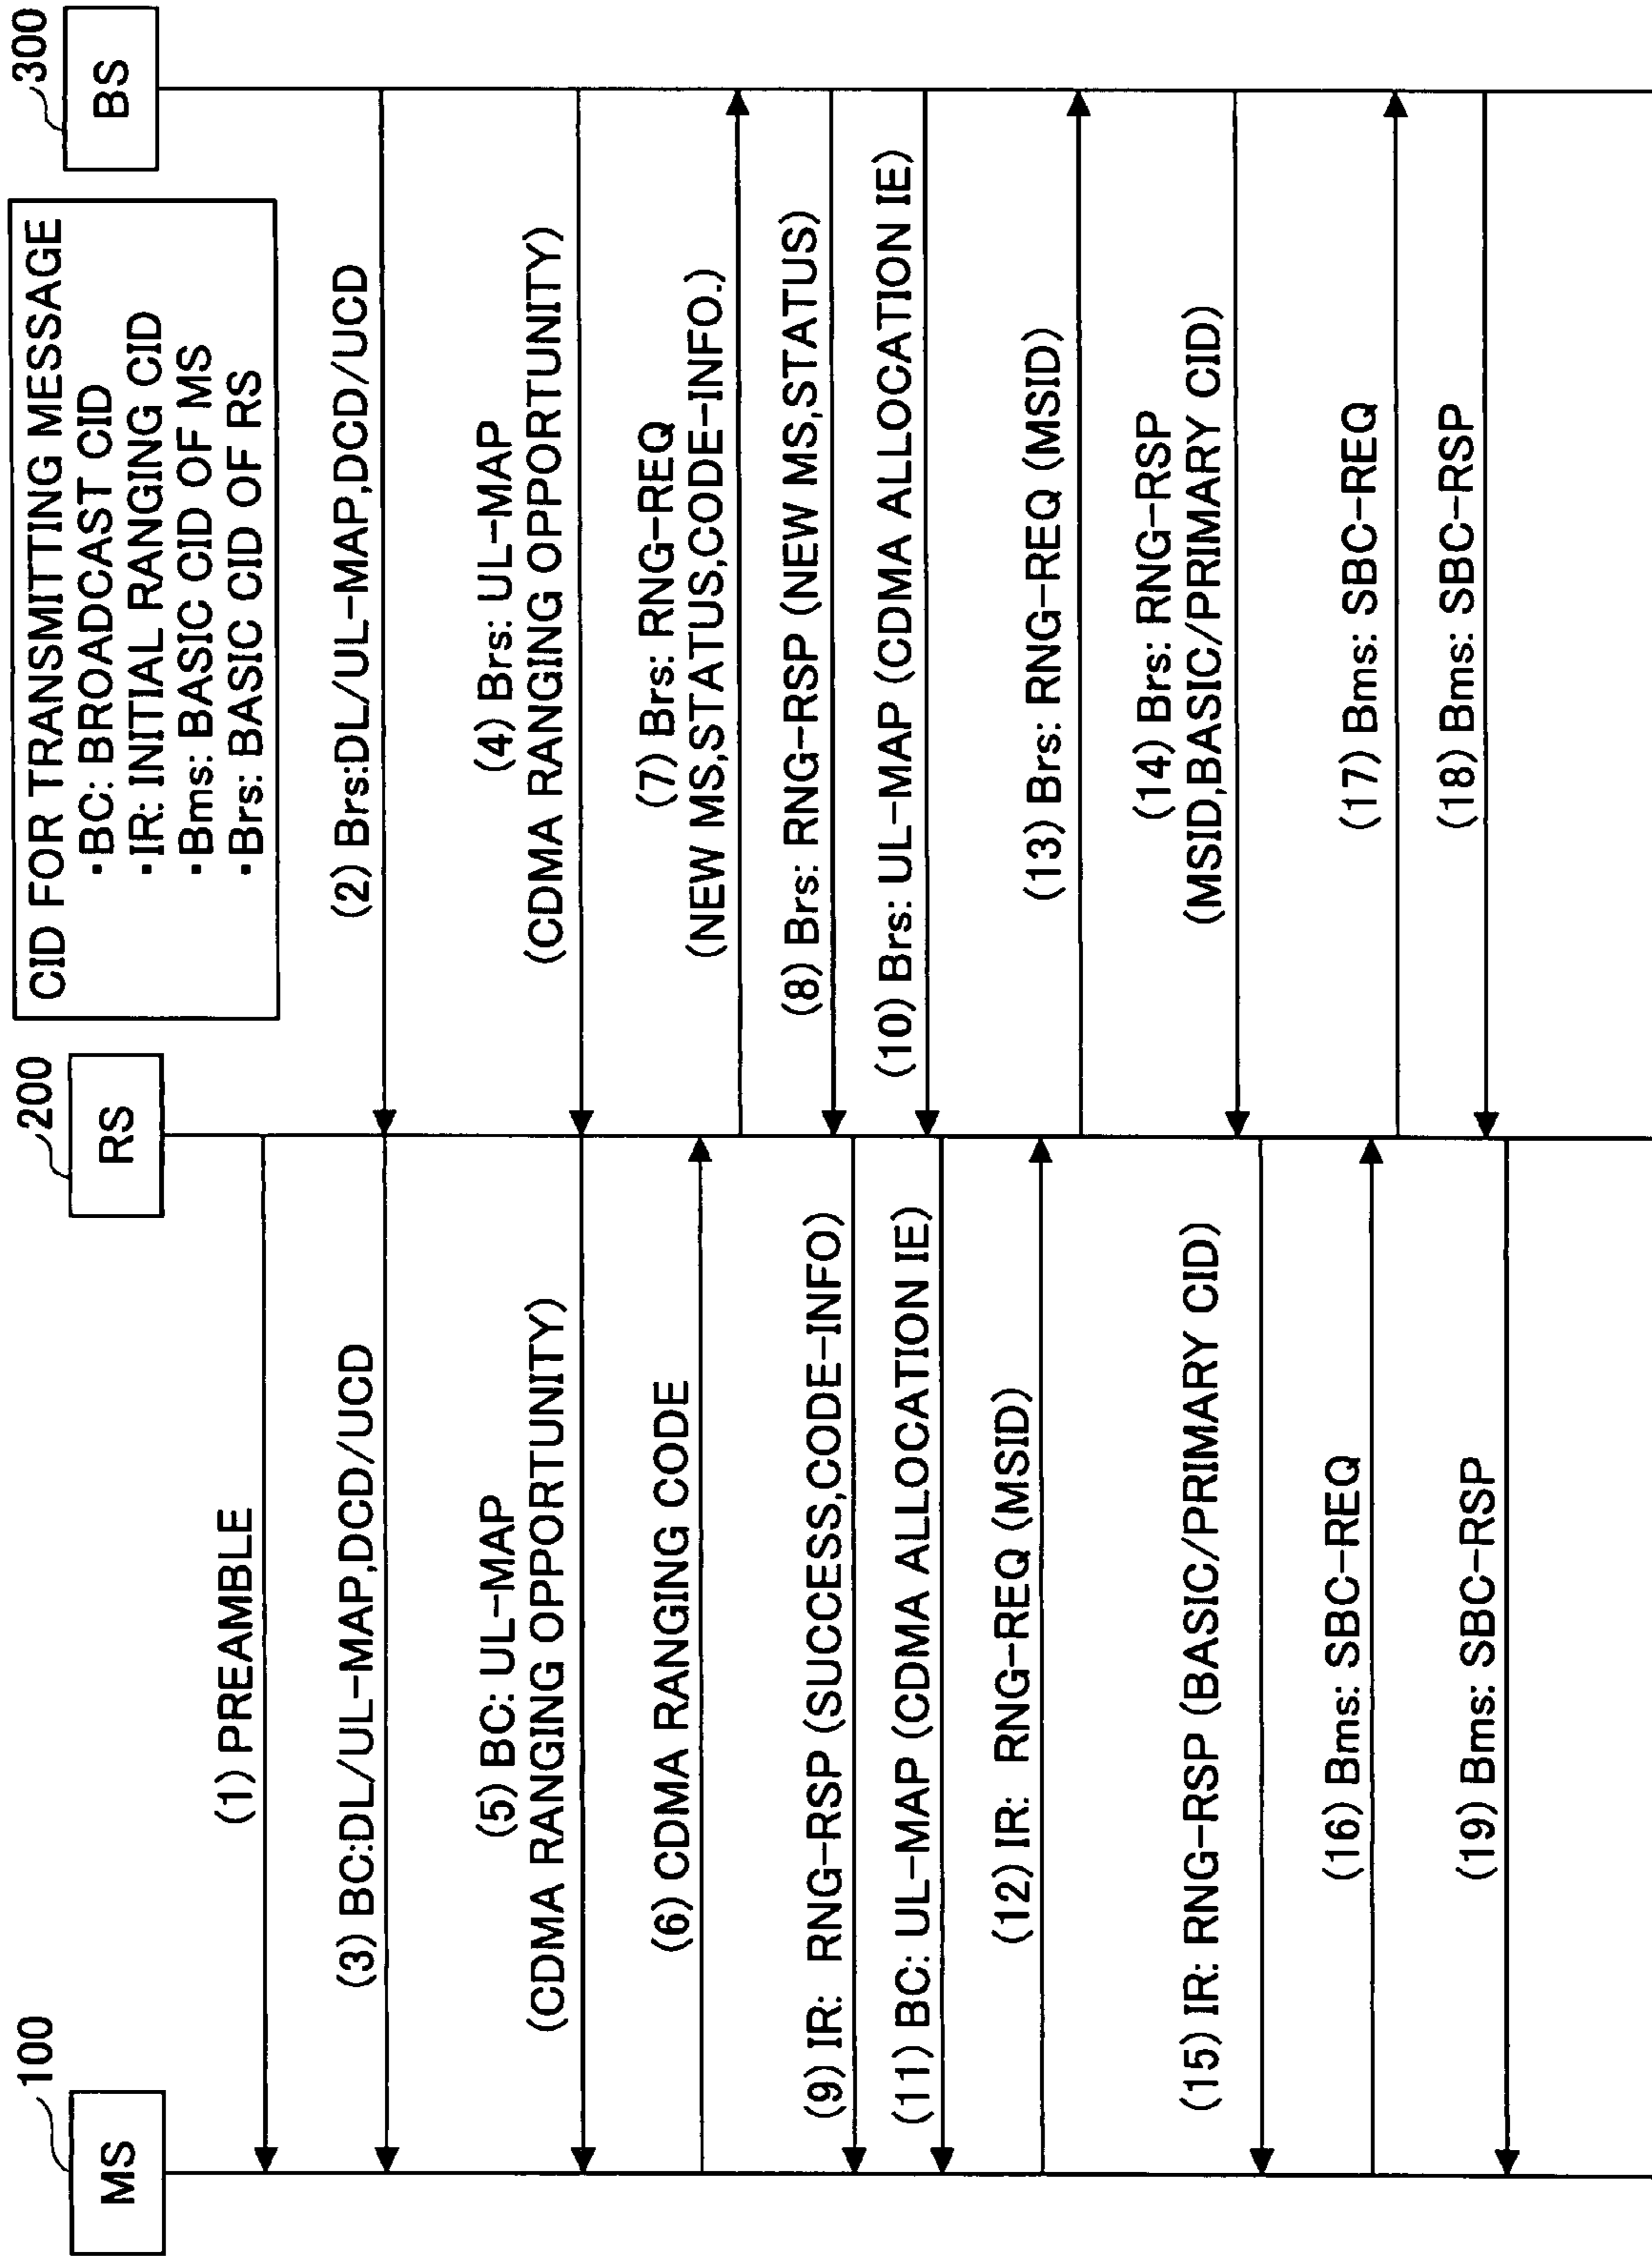 MS
100
RS
200
BS
300
CID FOR TRANSMITTING MESSAGE
•BC: BROADCAST CID
•IR: INITIAL RANGING CID
•Bms: BASIC CID OF MS
•Brs: BASIC CID OF RS
(1) PREAMBLE
(2) Brs:DL/UL-MAP,DCD/UCD
(3) BC:DL/UL-MAP,DCD/UCD
(4) Brs: UL-MAP
(CDMA RANGING OPPORTUNITY)
(5) BC: UL-MAP
(CDMA RANGING OPPORTUNITY)
(6) CDMA RANGING CODE
(7) Brs: RNG-REQ
(NEW MS,STATUS,CODE-INFO.)
(8) Brs: RNG-RSP (NEW MS,STATUS)
(9) IR: RNG-RSP (SUCCESS,CODE-INFO)
(10) Brs: UL-MAP (CDMA ALLOCATION IE)
(11) BC: UL-MAP (CDMA ALLOCATION IE)
(12) IR: RNG-REQ (MSID)
(13) Brs: RNG-REQ (MSID)
(14) Brs: RNG-RSP
(MSID,BASIC/PRIMARY CID)
(15) IR: RNG-RSP (BASIC/PRIMARY CID)
(16) Bms: SBC-REQ
(17) Bms: SBC-REQ
(18) Bms: SBC-RSP
(19) Bms: SBC-RSP